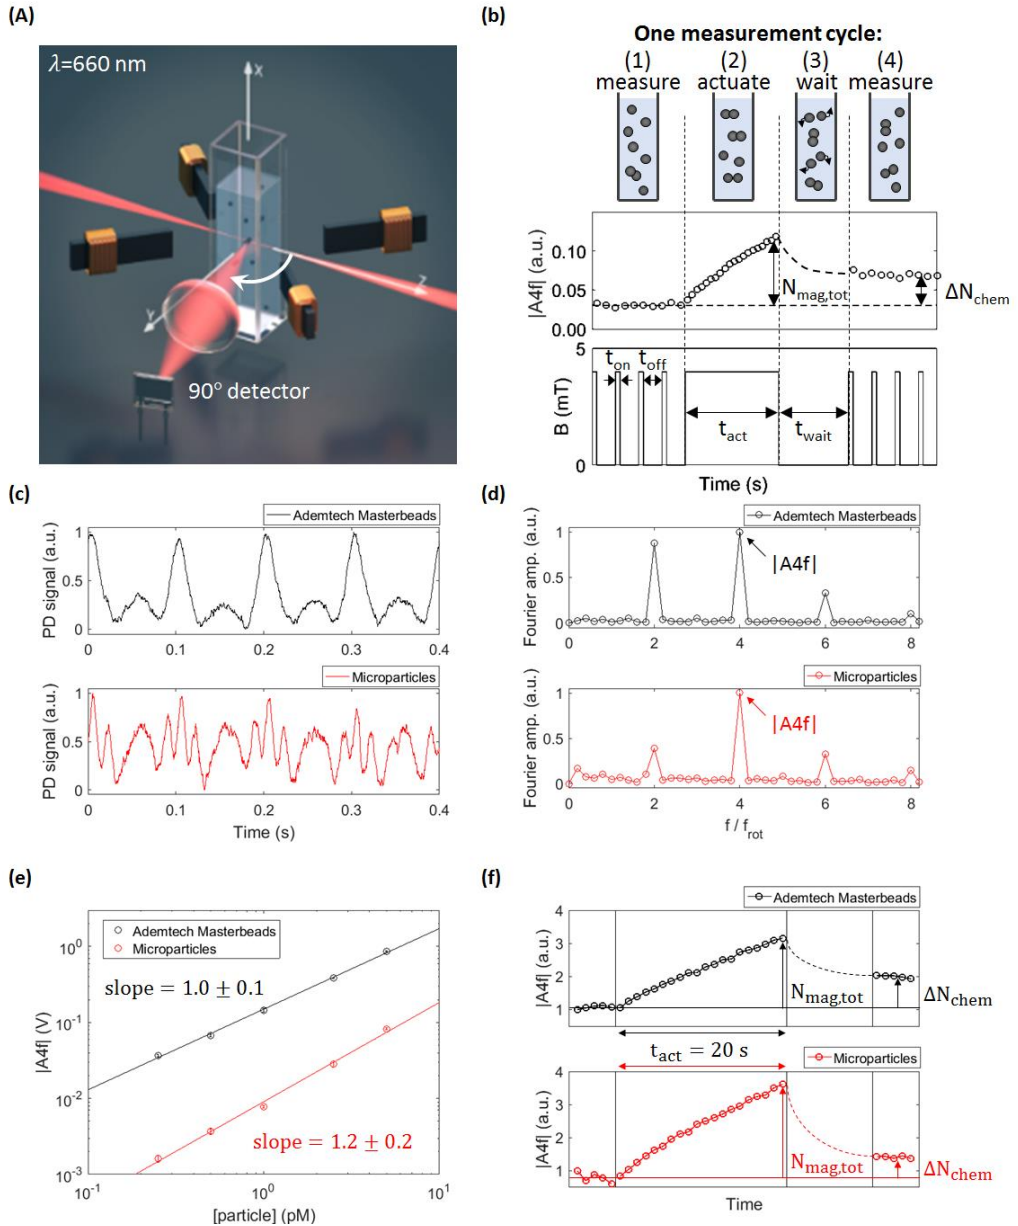 (A)
λ=660 nm
X
Y
Z
90° detector
(b)
One measurement cycle:
(1) (2) (3) (4)
measure actuate wait measure
|A4f| (a.u.)
0.10
0.05
0.00
N_mag,tot
ΔN_chem
B (mT)
5
0
t_on t_off
t_act
t_wait
Time (s)
(c)
Ademtech Masterbeads
PD signal (a.u.)
1
0.5
0
0 0.1 0.2 0.3 0.4
Microparticles
PD signal (a.u.)
1
0.5
0
0 0.1 0.2 0.3 0.4
Time (s)
(d)
Ademtech Masterbeads
Fourier amp. (a.u.)
1
0.5
0
|A4f|
0 2 4 6 8
Microparticles
Fourier amp. (a.u.)
1
0.5
0
|A4f|
0 2 4 6 8
f / f_rot
(e)
Ademtech Masterbeads
Microparticles
slope = 1.0 ± 0.1
slope = 1.2 ± 0.2
|A4f| (V)
10⁰
10⁻¹
10⁻²
10⁻³
10⁻¹ 10⁰ 10¹
[particle] (pM)
(f)
Ademtech Masterbeads
|A4f| (a.u.)
4
3
2
1
N_mag,tot
ΔN_chem
t_act = 20 s
Microparticles
|A4f| (a.u.)
4
3
2
1
N_mag,tot
ΔN_chem
Time